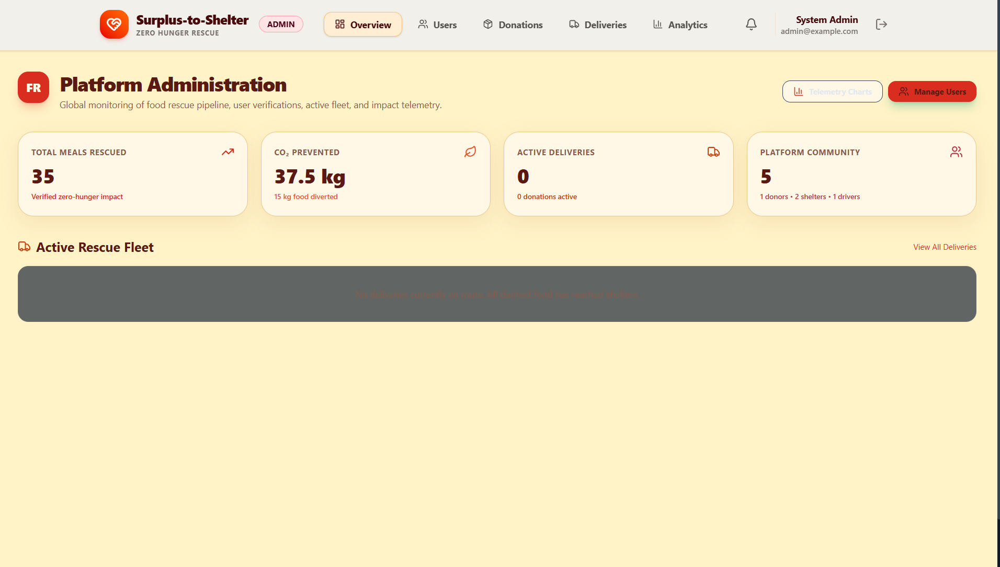 Surplus-to-Shelter
ZERO HUNGER RESCUE
ADMIN
Overview
Users
Donations
Deliveries
Analytics
System Admin
admin@example.com
FR
Platform Administration
Global monitoring of food rescue pipeline, user verifications, active fleet, and impact telemetry.
Telemetry Charts
Manage Users
TOTAL MEALS RESCUED
35
Verified zero-hunger impact
CO₂ PREVENTED
37.5 kg
15 kg food diverted
ACTIVE DELIVERIES
0
0 donations active
PLATFORM COMMUNITY
5
1 donors • 2 shelters • 1 drivers
Active Rescue Fleet
View All Deliveries
No deliveries currently en route. All claimed food has reached shelters.